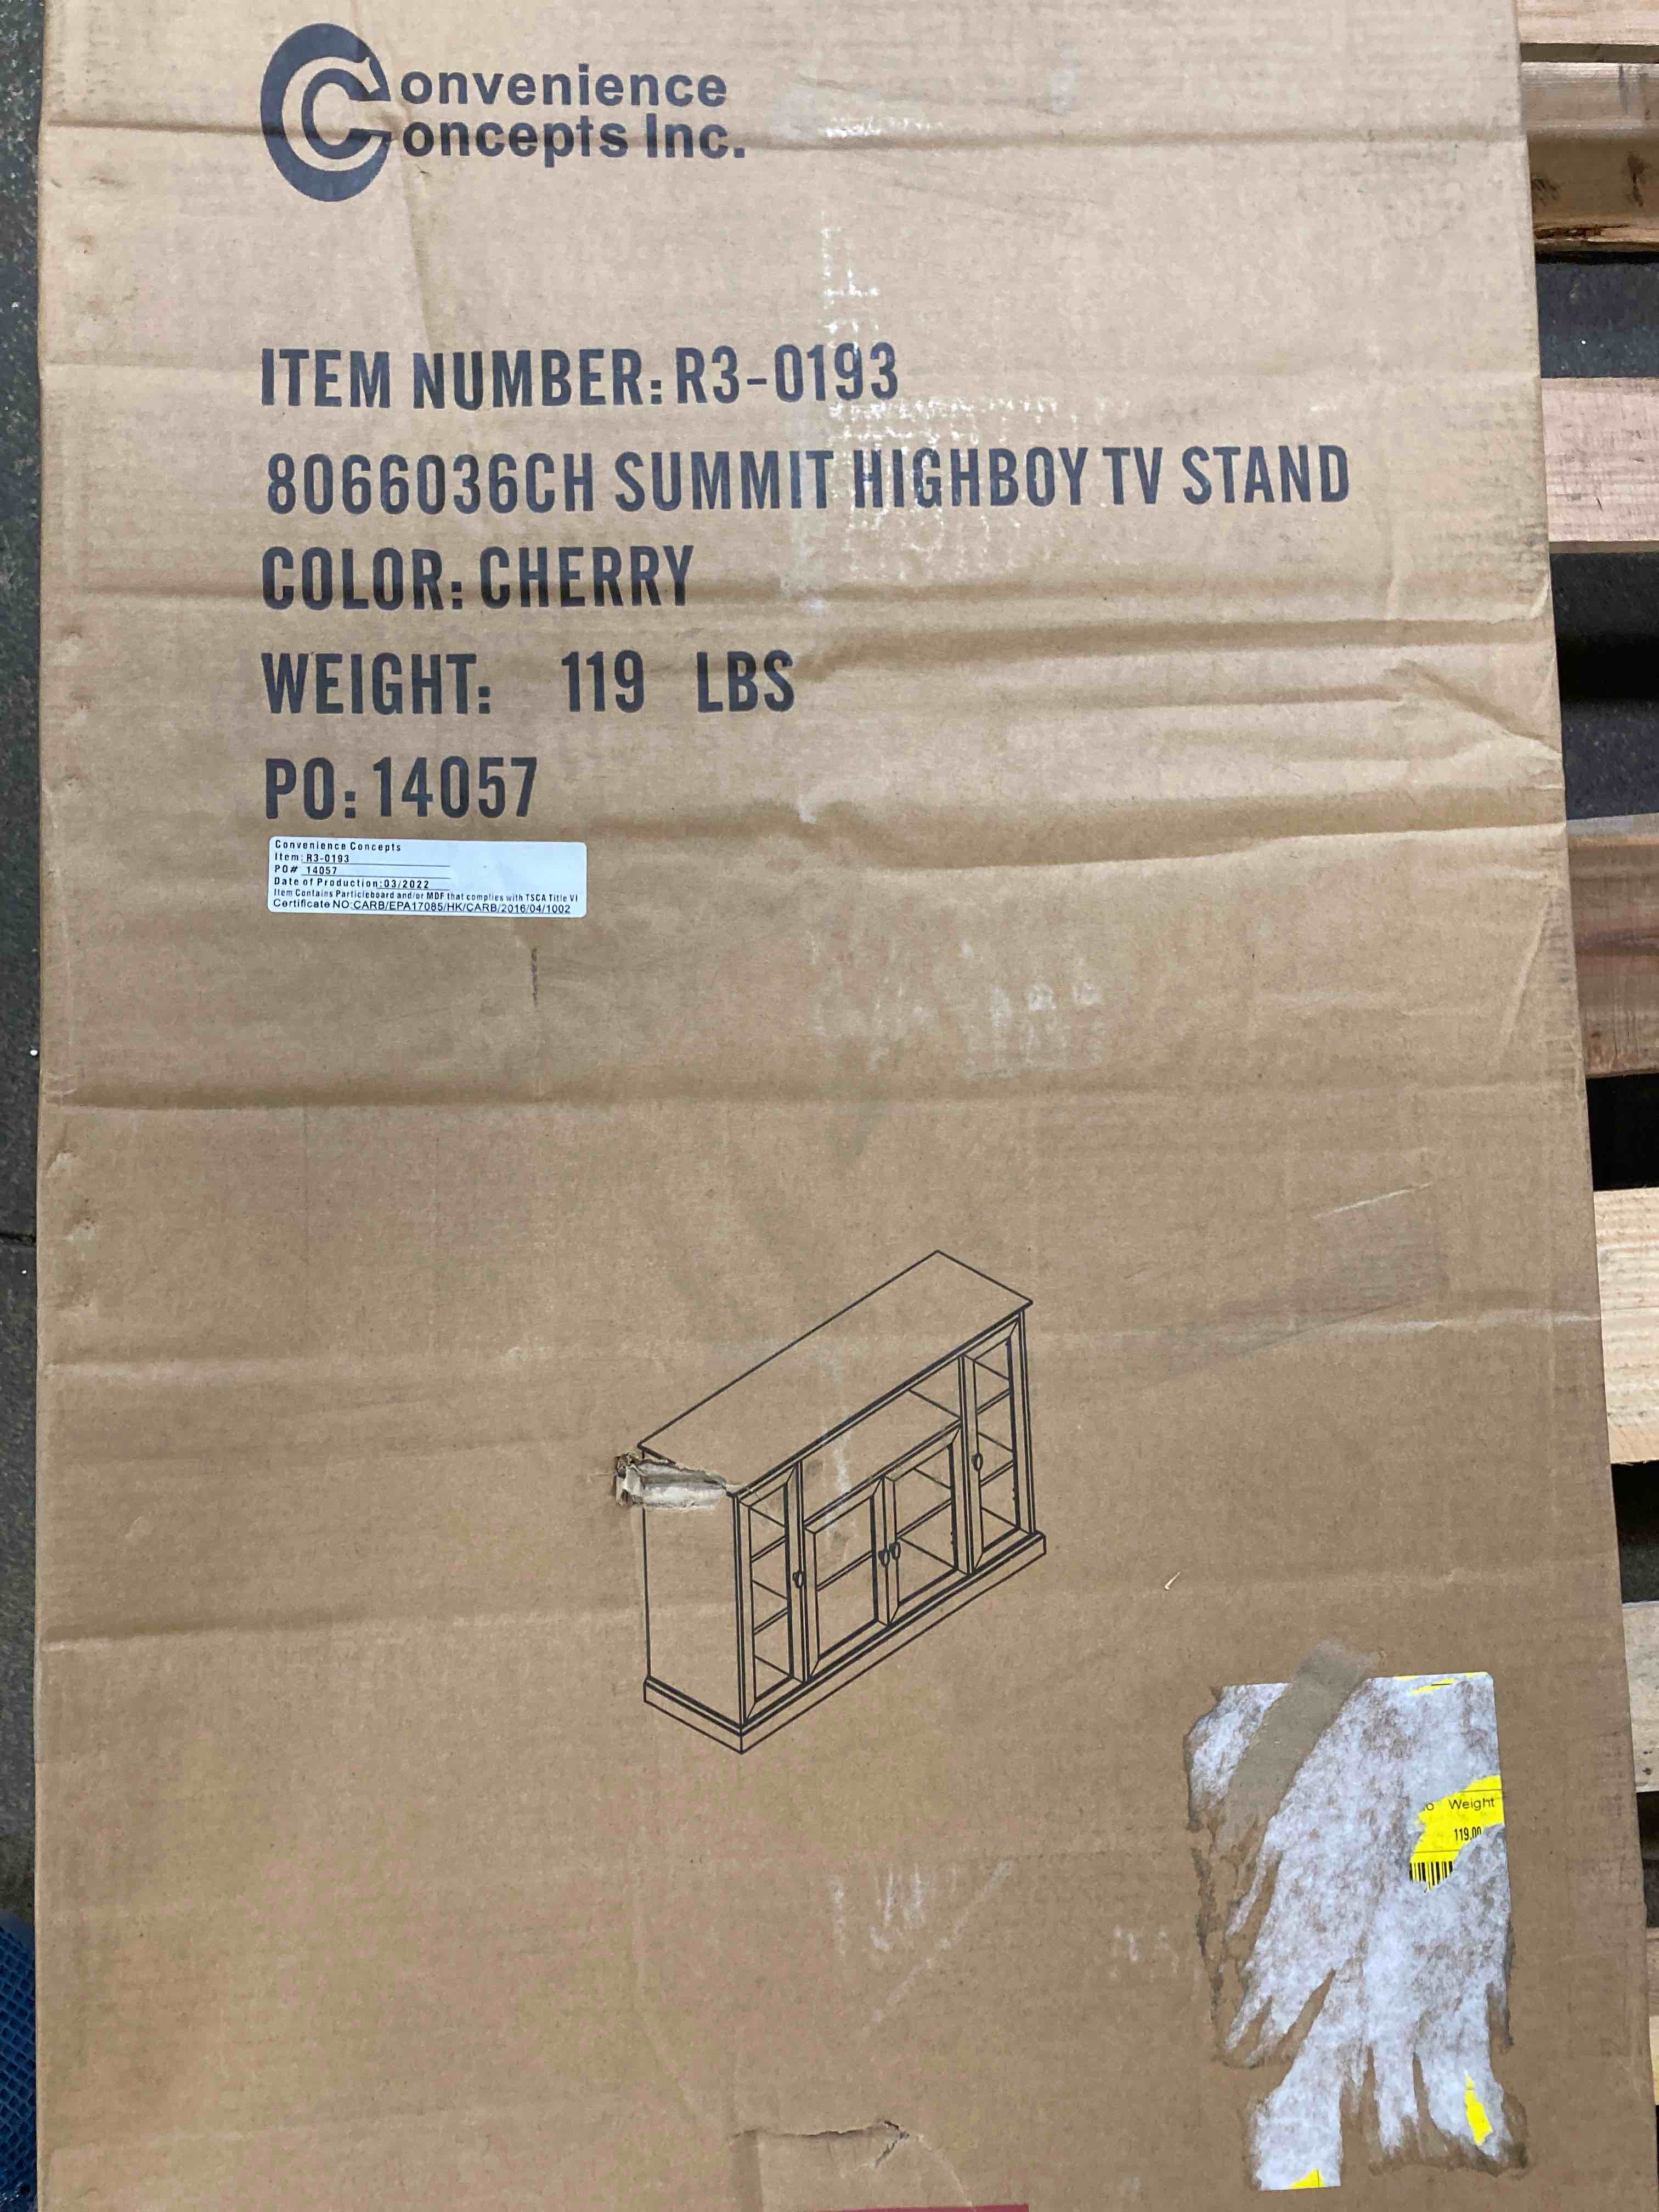 Convenience
Concepts Inc.
ITEM NUMBER: R3-0193
8066036CH SUMMIT HIGHBOY TV STAND
COLOR: CHERRY
WEIGHT: 119 LBS
PO: 14057
Convenience Concepts
Item: R3-0193
PO# 14057
Date of Production:03/2022
Item Contains Particleboard and/or MDF that complies with TSCA Title VI
Certificate NO:CARB/EPA17085/HK/CARB/2016/04/1002
Weight
119.00